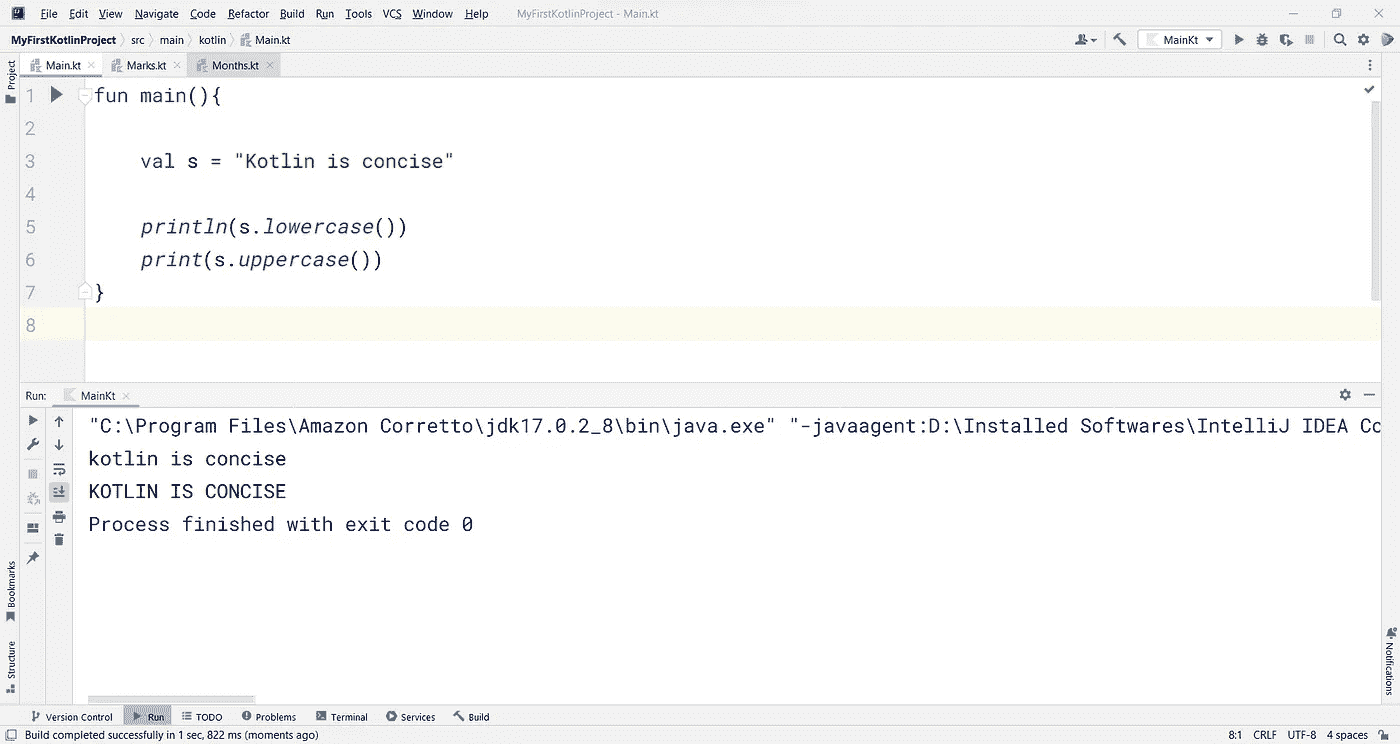 File Edit View Navigate Code Refactor Build Run Tools VCS Window Help MyFirstKotlinProject - Main.kt
MyFirstKotlinProject src main kotlin Main.kt MainKt
Project
Main.kt Marks.kt Months.kt
1 fun main(){
2
3 val s = "Kotlin is concise"
4
5 println(s.lowercase())
6 print(s.uppercase())
7 }
8
Run: MainKt
"C:\Program Files\Amazon Corretto\jdk17.0.2_8\bin\java.exe" "-javaagent:D:\Installed Softwares\IntelliJ IDEA Co
kotlin is concise
KOTLIN IS CONCISE
Process finished with exit code 0
Bookmarks
Structure
Notifications
Version Control Run TODO Problems Terminal Services Build
Build completed successfully in 1 sec, 822 ms (moments ago) 8:1 CRLF UTF-8 4 spaces